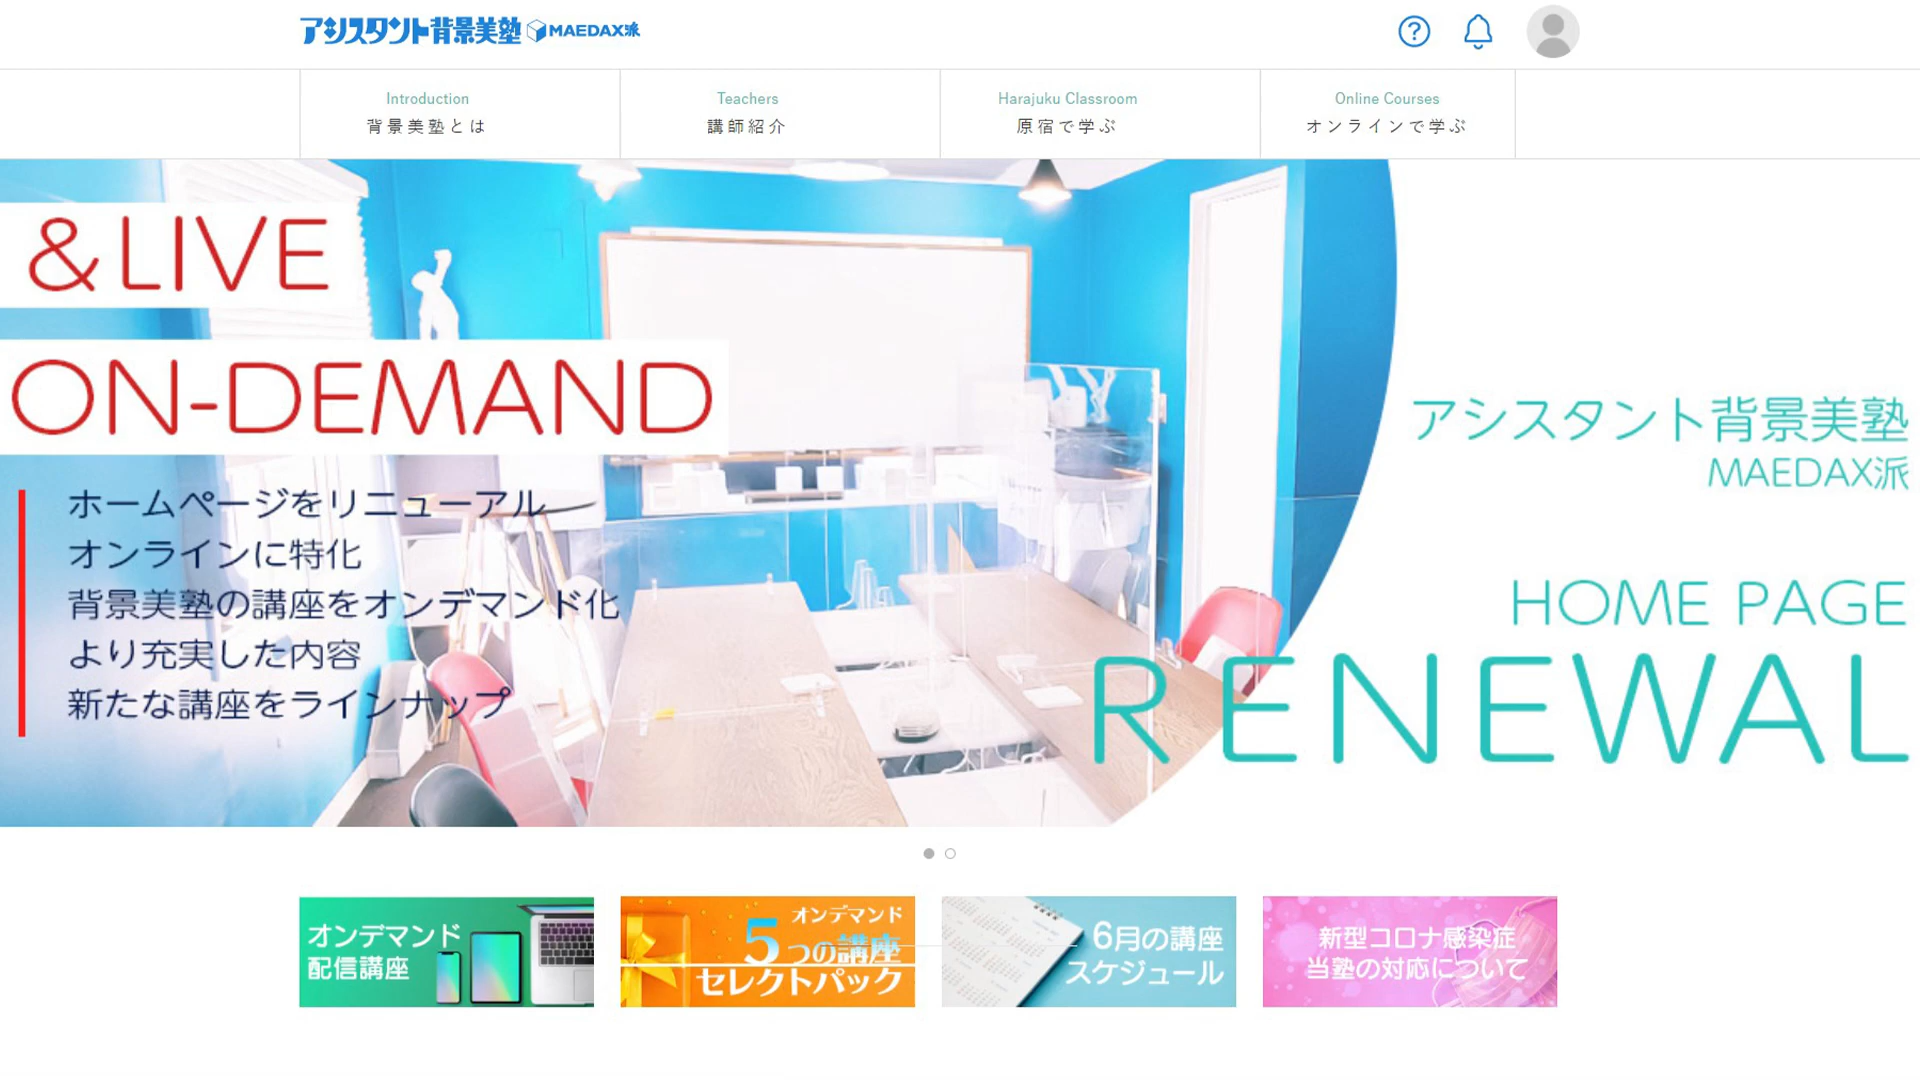 アシスタント背景美塾 MAEDAX派
Introduction
背景美塾とは
Teachers
講師紹介
Harajuku Classroom
原宿で学ぶ
Online Courses
オンラインで学ぶ
& LIVE
ON-DEMAND
ホームページをリニューアル
オンラインに特化
背景美塾の講座をオンデマンド化
より充実した内容
新たな講座をラインナップ
アシスタント背景美塾
MAEDAX派
HOME PAGE
RENEWAL
オンデマンド
配信講座
オンデマンド
5つの講座
セレクトパック
6月の講座
スケジュール
新型コロナ感染症
当塾の対応について